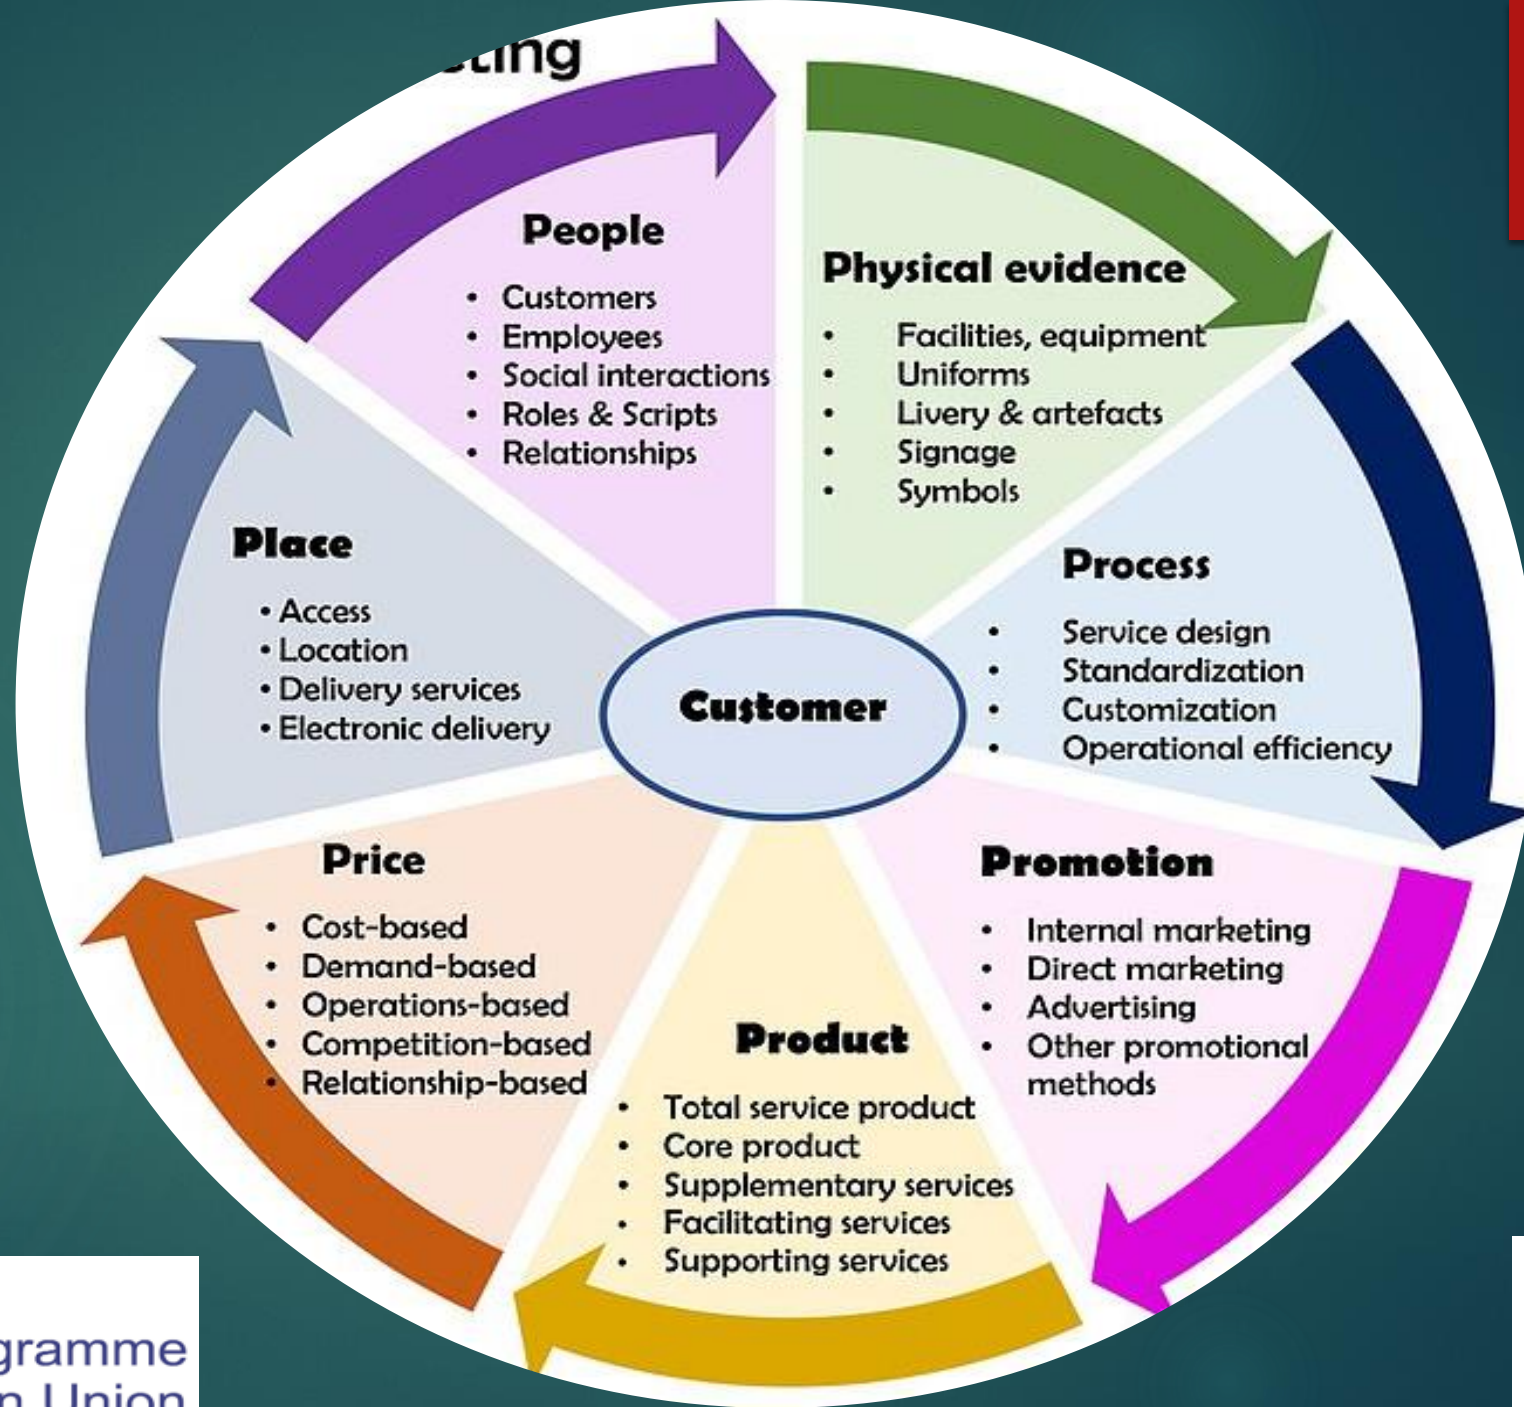 People
• Customers
• Employees
• Social interactions
• Roles & Scripts
• Relationships
Physical evidence
• Facilities, equipment
• Uniforms
• Livery & artefacts
• Signage
• Symbols
Process
• Service design
• Standardization
• Customization
• Operational efficiency
Promotion
• Internal marketing
• Direct marketing
• Advertising
• Other promotional
methods
Product
• Total service product
• Core product
• Supplementary services
• Facilitating services
• Supporting services
Price
• Cost-based
• Demand-based
• Operations-based
• Competition-based
• Relationship-based
Place
• Access
• Location
• Delivery services
• Electronic delivery
Customer
Union